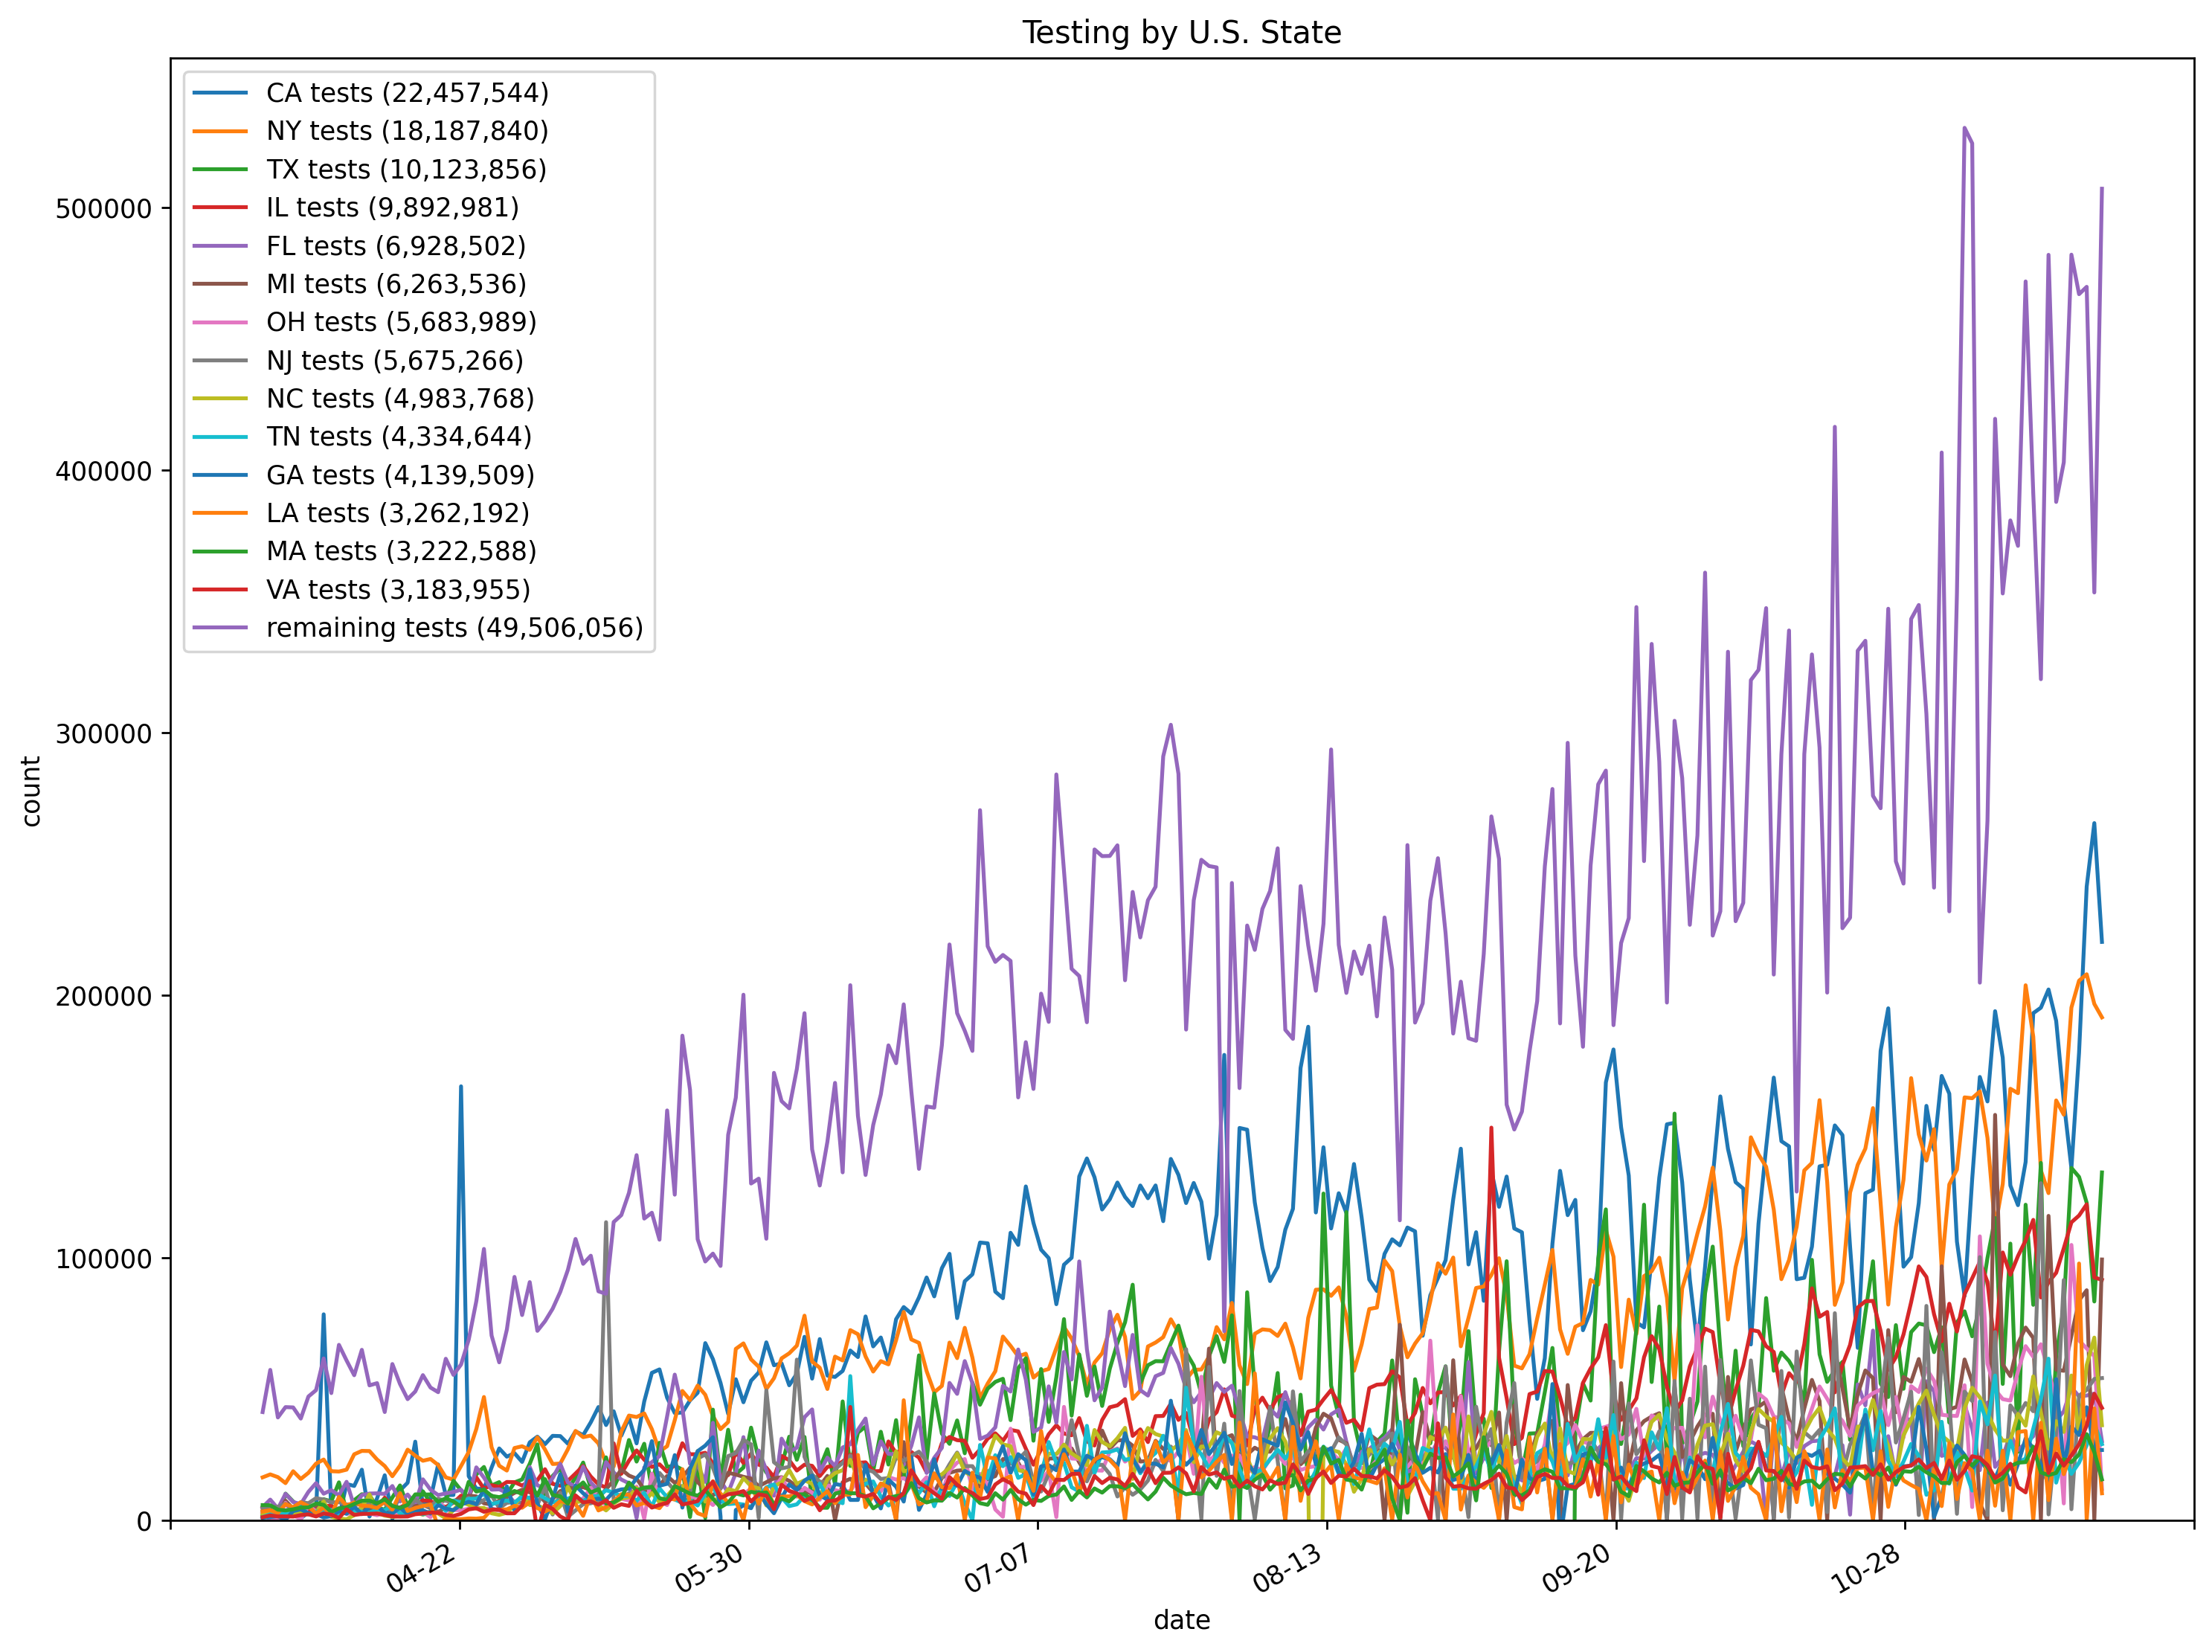 Testing by U.S. State
CA tests (22,457,544)
NY tests (18,187,840)
TX tests (10,123,856)
IL tests (9,892,981)
FL tests (6,928,502)
MI tests (6,263,536)
OH tests (5,683,989)
NJ tests (5,675,266)
NC tests (4,983,768)
TN tests (4,334,644)
GA tests (4,139,509)
LA tests (3,262,192)
MA tests (3,222,588)
VA tests (3,183,955)
remaining tests (49,506,056)
500000
400000
300000
200000
100000
0
count
04-22
05-30
07-07
08-13
09-20
10-28
date